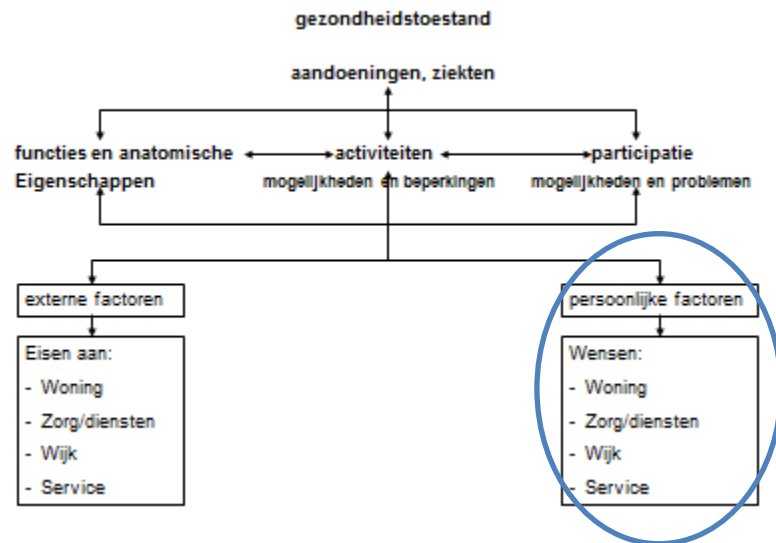 gezondheidstoestand
aandoeningen, ziekten
functies en anatomische activiteiten participatie
Eigenschappen mogelijkheden en beperkingen mogelijkheden en problemen
externe factoren persoonlijke factoren
Eisen aan:
- Woning
- Zorg/diensten
- Wijk
- Service
Wensen:
- Woning
- Zorg/diensten
- Wijk
- Service